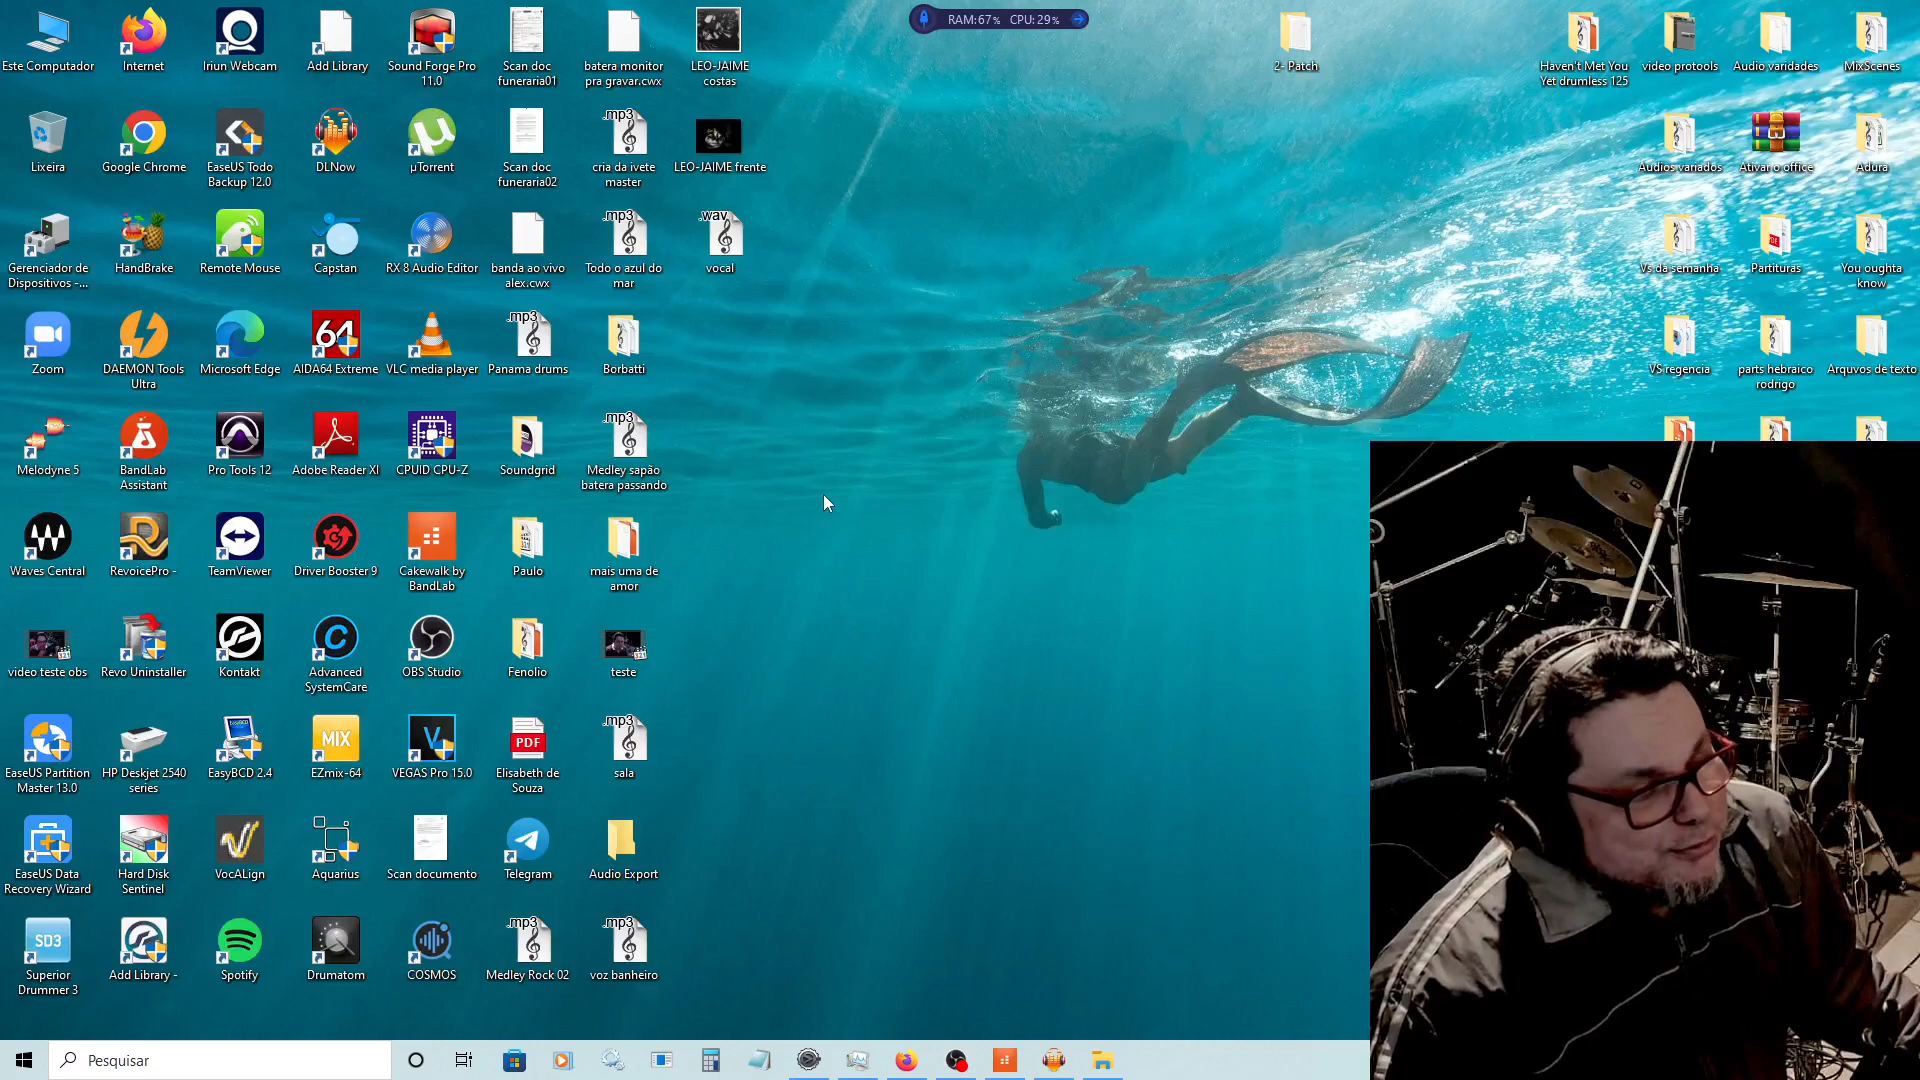 RAM:67% CPU:29%
Este Computador
Internet
Iriun Webcam
Add Library
Sound Forge Pro
11.0
Scan doc
funeraria01
batera monitor
pra gravar.cwx
LEO-JAIME
costas
2- Patch
Haven't Met You
Yet drumless 125
video protools
Audio varidades
MixScenes
Lixeira
Google Chrome
EaseUS Todo
Backup 12.0
DLNow
µTorrent
Scan doc
funeraria02
.mp3
cria da ivete
master
LEO-JAIME frente
Audios variados
Ativar o office
Adura
Gerenciador de
Dispositivos -...
HandBrake
Remote Mouse
Capstan
RX 8 Audio Editor
banda ao vivo
alex.cwx
.mp3
Todo o azul do
mar
.wav
vocal
Vs da semanha
PDF
Partituras
You oughta
know
Zoom
DAEMON Tools
Ultra
Microsoft Edge
64
AIDA64 Extreme
VLC media player
.mp3
Panama drums
Borbatti
VS regencia
parts hebraico
rodrigo
Arquvos de texto
Melodyne 5
BandLab
Assistant
Pro Tools 12
Adobe Reader XI
CPUID CPU-Z
Soundgrid
.mp3
Medley sapão
batera passando
Waves Central
RevoicePro -
TeamViewer
Driver Booster 9
Cakewalk by
BandLab
Paulo
mais uma de
amor
video teste obs
Revo Uninstaller
Kontakt
Advanced
SystemCare
OBS Studio
Fenolio
teste
EaseUS Partition
Master 13.0
HP Deskjet 2540
series
EasyBCD 2.4
MIX
EZmix-64
V
VEGAS Pro 15.0
PDF
Elisabeth de
Souza
.mp3
sala
EaseUS Data
Recovery Wizard
Hard Disk
Sentinel
VocALign
Aquarius
Scan documento
Telegram
Audio Export
SD3
Superior
Drummer 3
Add Library -
Spotify
Drumatom
COSMOS
.mp3
Medley Rock 02
.mp3
voz banheiro
Pesquisar